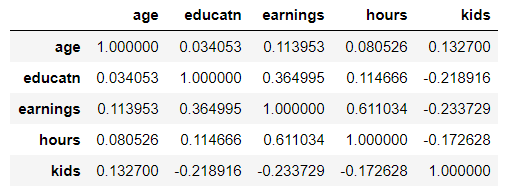 age educatn earnings hours kids
age 1.000000 0.034053 0.113953 0.080526 0.132700
educatn 0.034053 1.000000 0.364995 0.114666 -0.218916
earnings 0.113953 0.364995 1.000000 0.611034 -0.233729
hours 0.080526 0.114666 0.611034 1.000000 -0.172628
kids 0.132700 -0.218916 -0.233729 -0.172628 1.000000